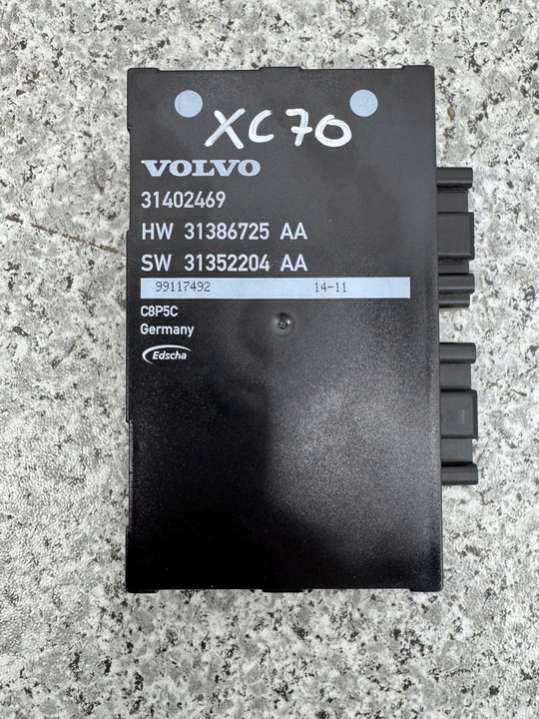 XC70
VOLVO
31402469
HW 31386725 AA
SW 31352204 AA
99117492 14-11
C8P5C
Germany
Edscha